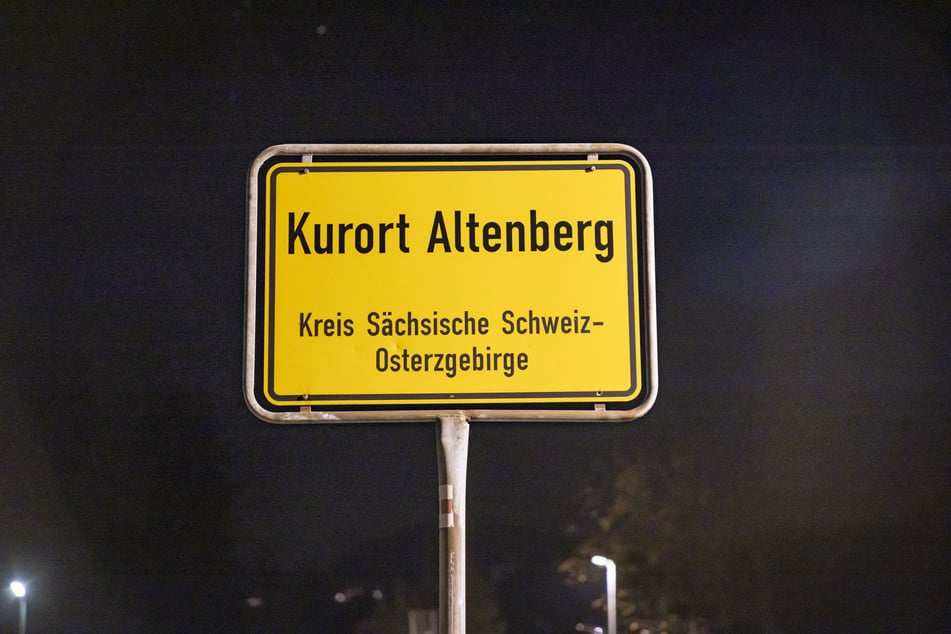 Kurort Altenberg
Kreis Sächsische Schweiz-
Osterzgebirge